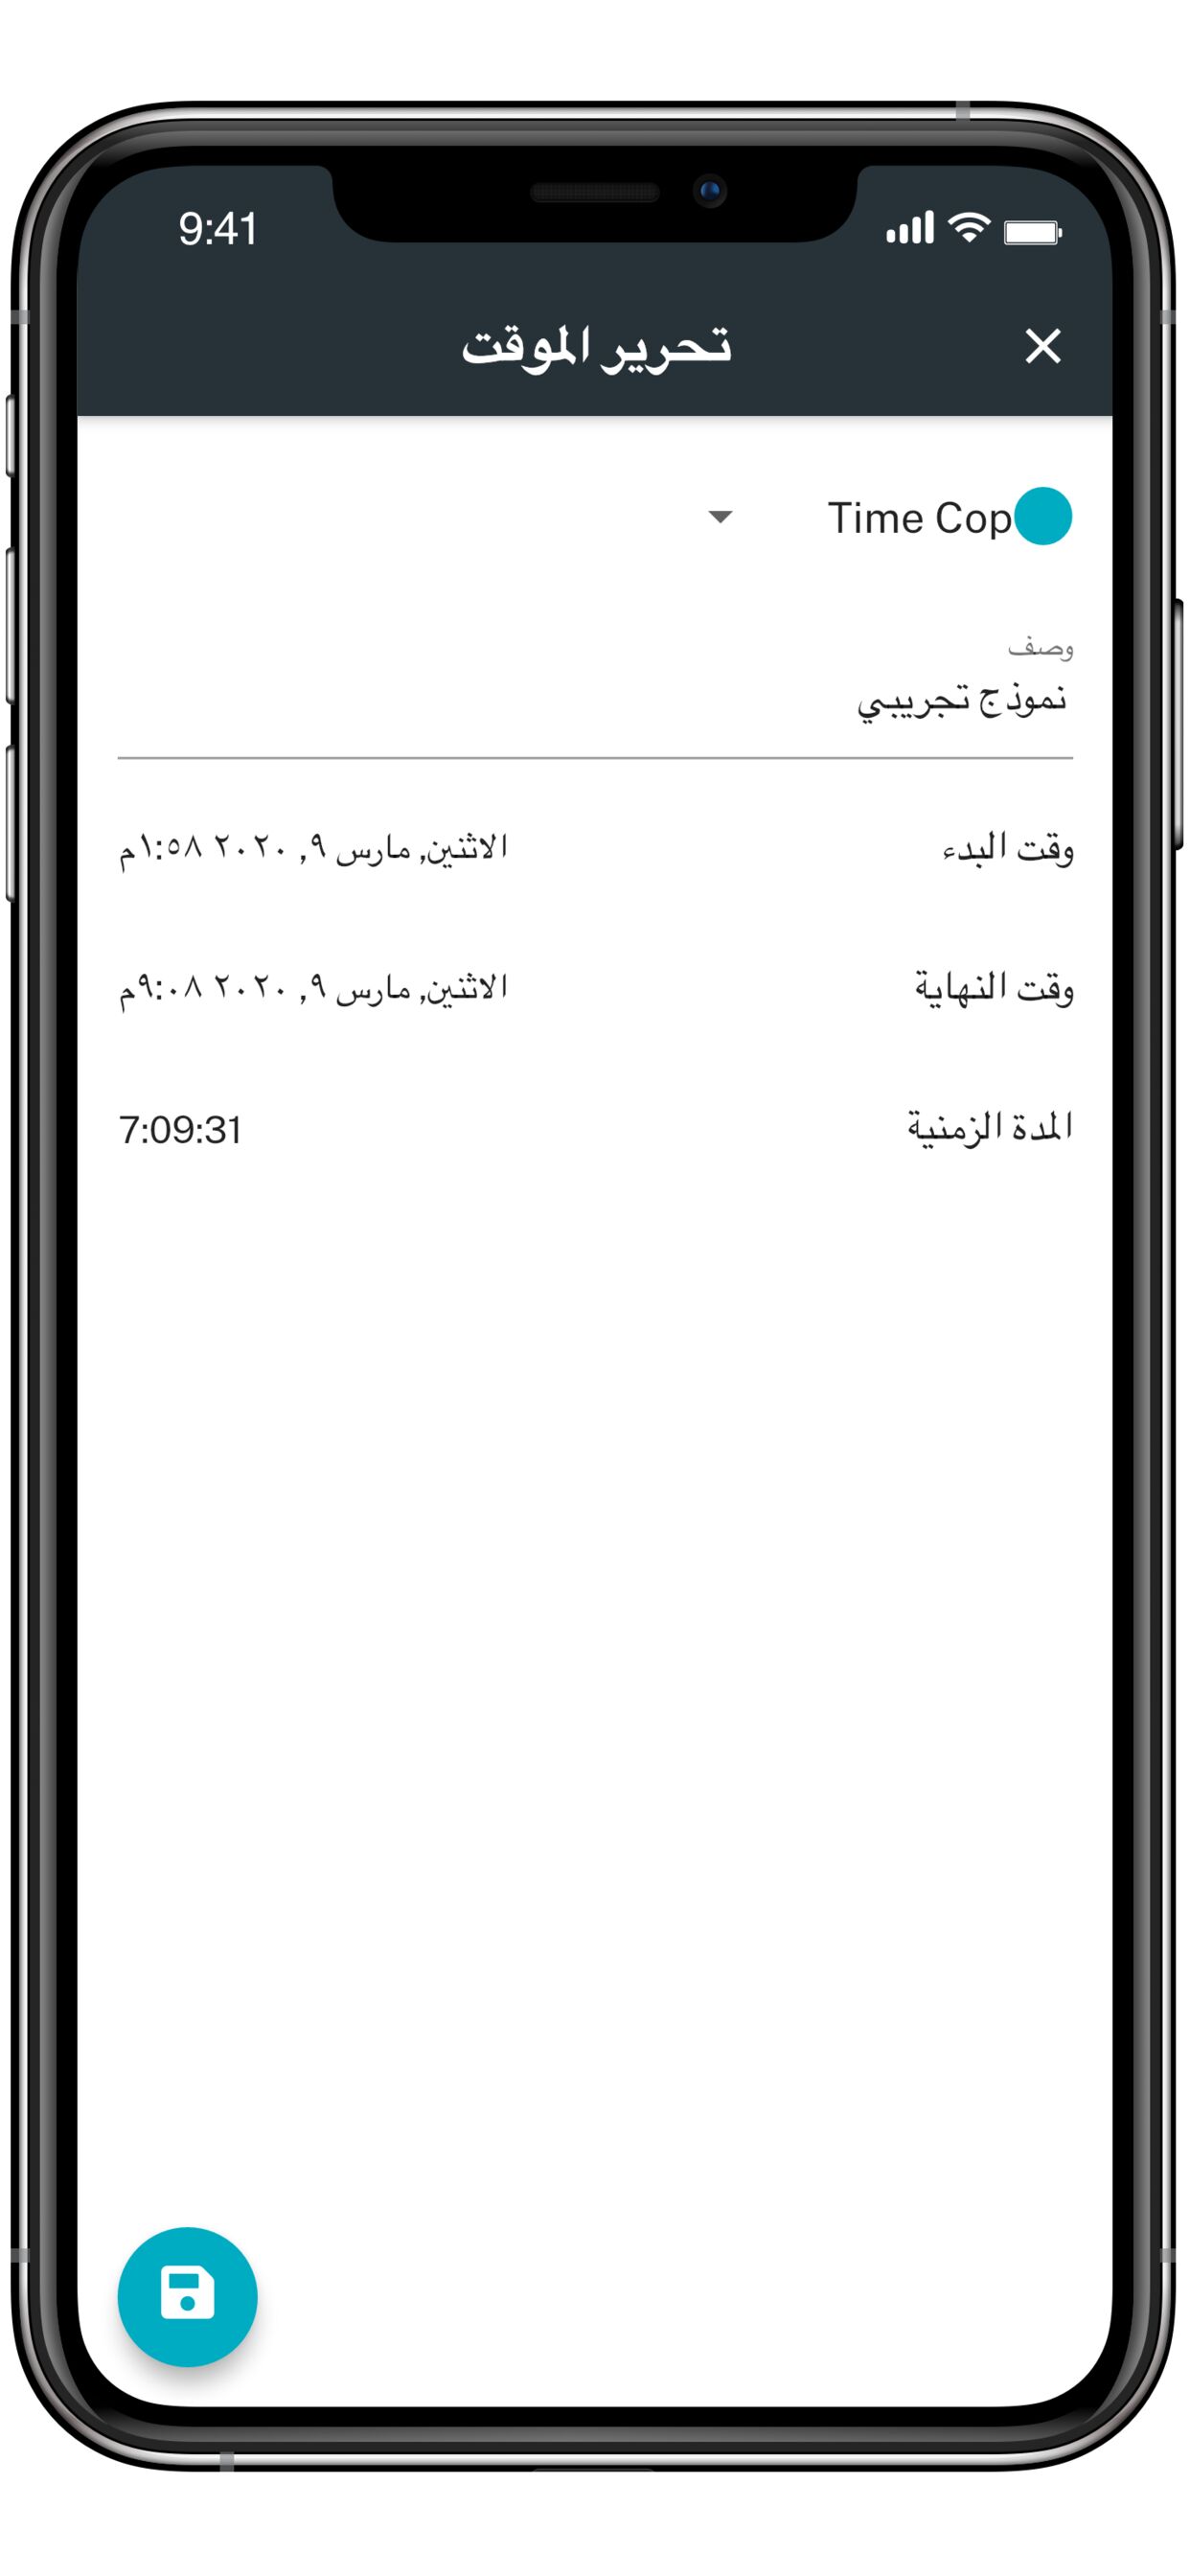 9:41
تحرير الموقت
Time Cop
وصف
نموذج تجريبي
وقت البدء
الاثنين, مارس ٩, ٢٠٢٠ ١:٥٨م
وقت النهاية
الاثنين, مارس ٩, ٢٠٢٠ ٩:٠٨م
المدة الزمنية
7:09:31